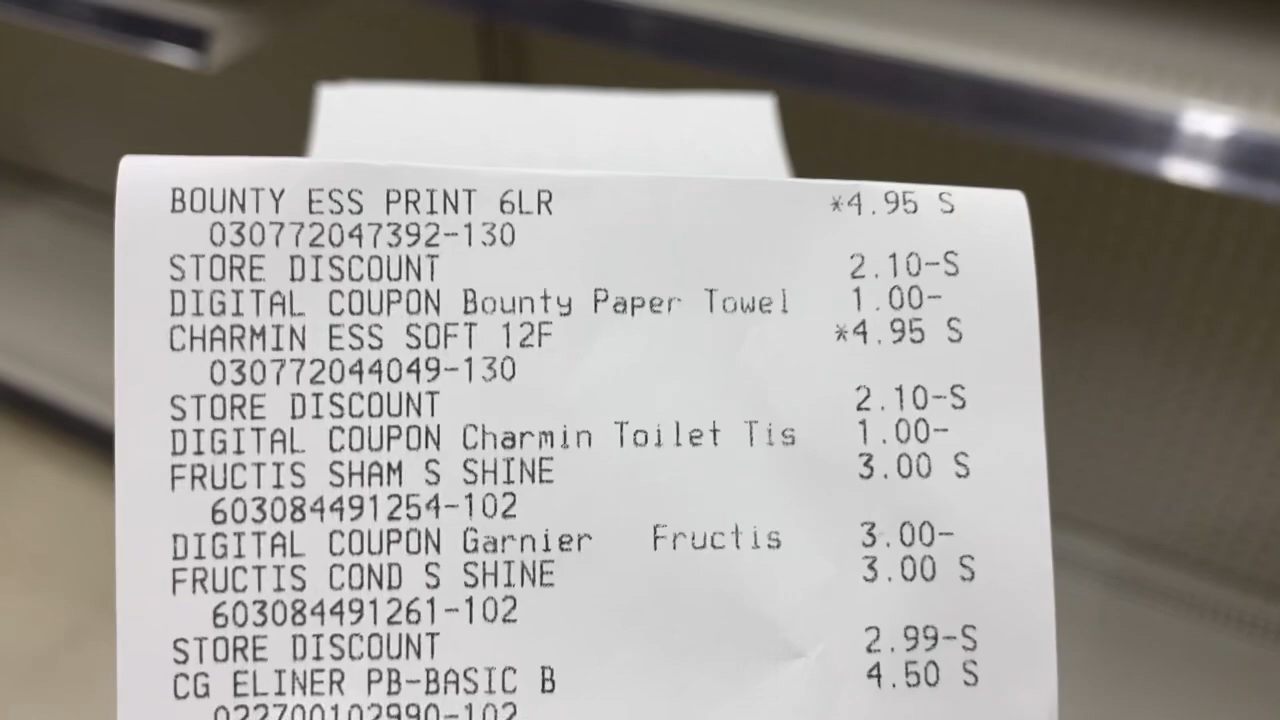 BOUNTY ESS PRINT 6LR *4.95 S
030772047392-130
STORE DISCOUNT 2.10-S
DIGITAL COUPON Bounty Paper Towel 1.00-
CHARMIN ESS SOFT 12F *4.95 S
030772044049-130
STORE DISCOUNT 2.10-S
DIGITAL COUPON Charmin Toilet Tis 1.00-
FRUCTIS SHAM S SHINE 3.00 S
603084491254-102
DIGITAL COUPON Garnier Fructis 3.00-
FRUCTIS COND S SHINE 3.00 S
603084491261-102
STORE DISCOUNT 2.99-S
CG ELINER PB-BASIC B 4.50 S
022700102990-102